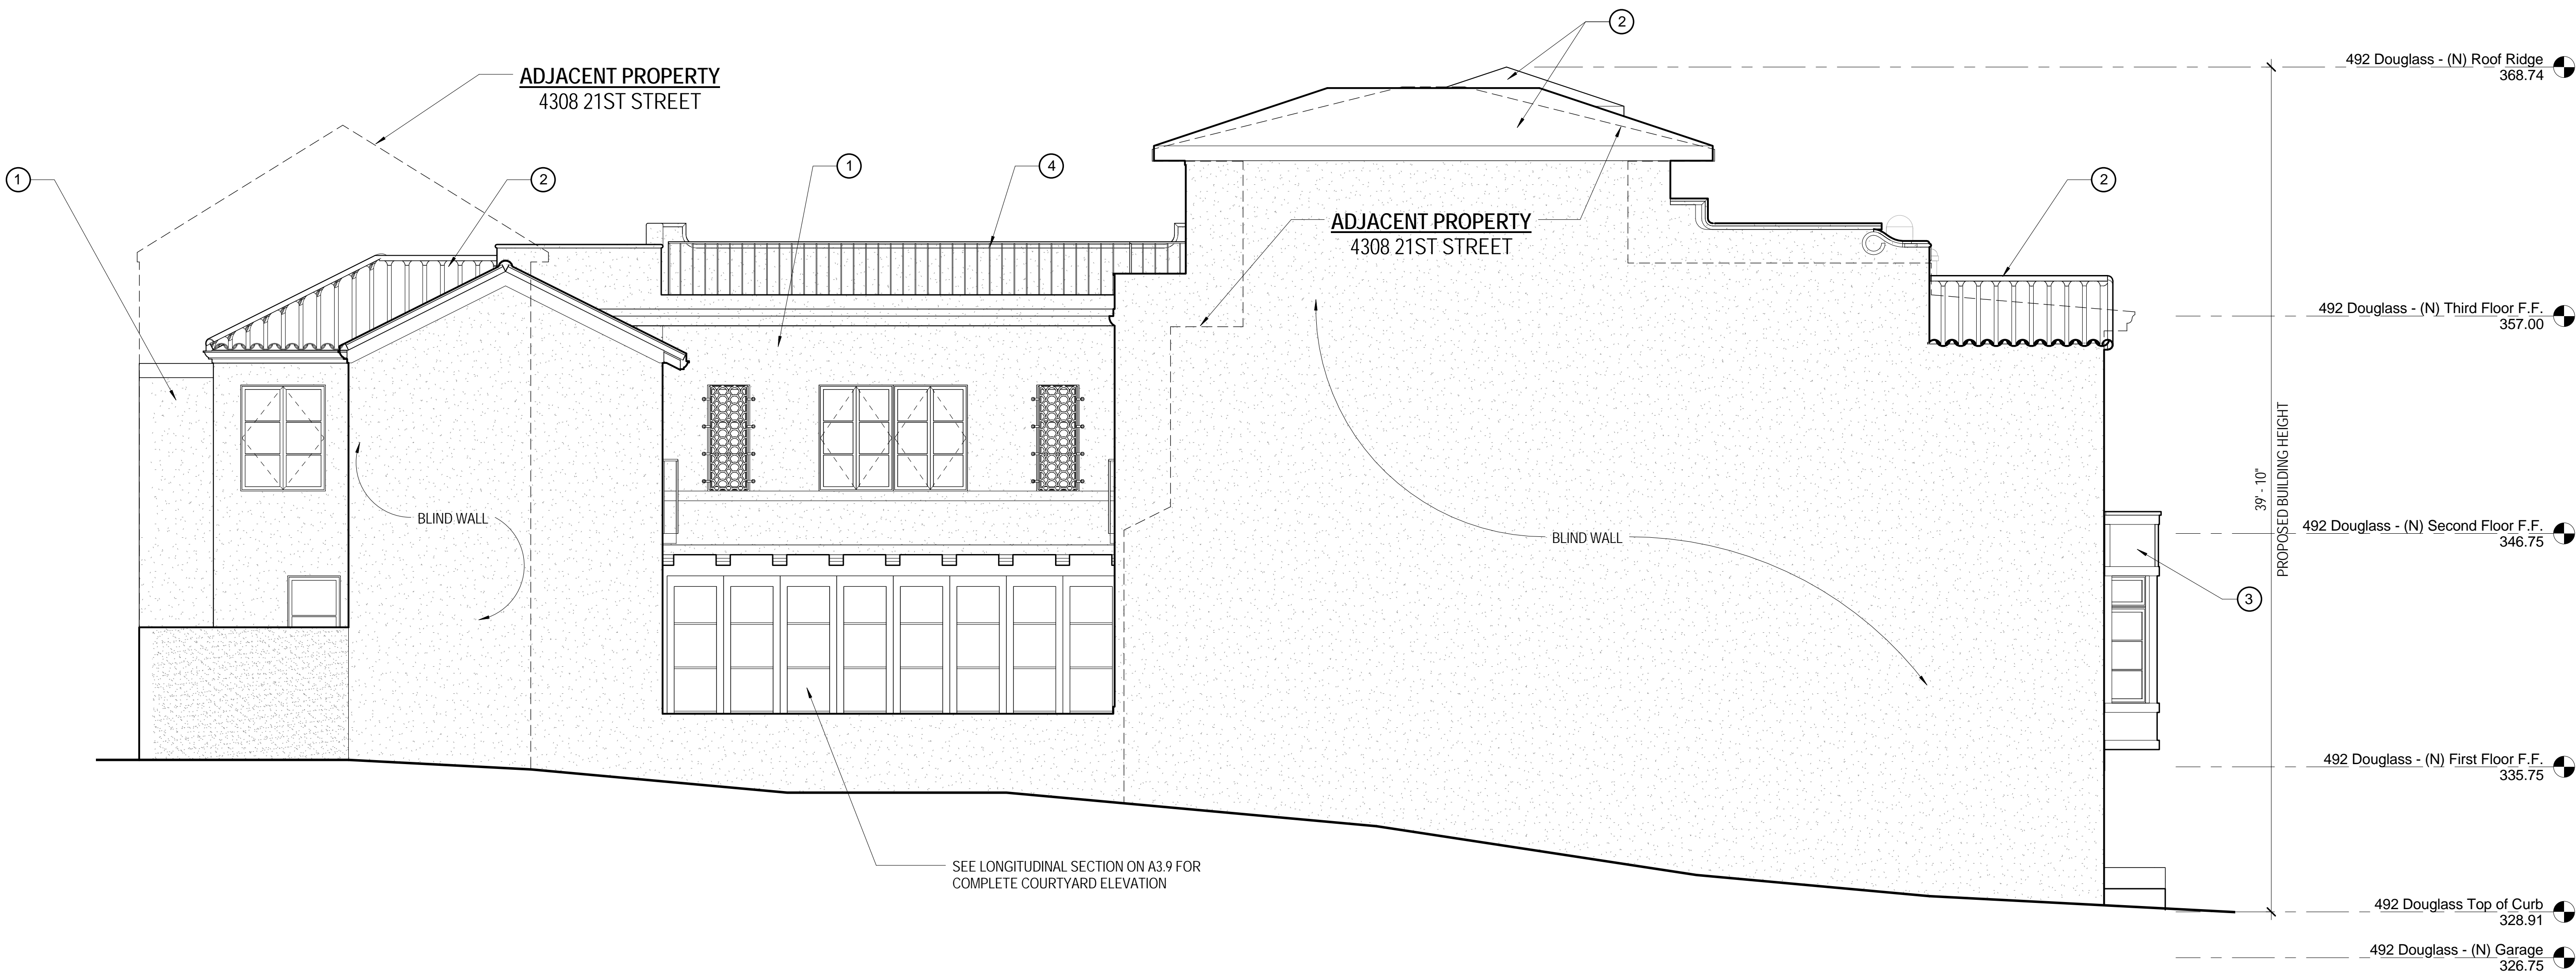 2
ADJACENT PROPERTY
4308 21ST STREET
492 Douglass - (N) Roof Ridge
368.74
1
2
1
4
2
ADJACENT PROPERTY
4308 21ST STREET
492 Douglass - (N) Third Floor F.F.
357.00
39' - 10"
PROPOSED BUILDING HEIGHT
BLIND WALL
BLIND WALL
492 Douglass - (N) Second Floor F.F.
346.75
3
492 Douglass - (N) First Floor F.F.
335.75
SEE LONGITUDINAL SECTION ON A3.9 FOR
COMPLETE COURTYARD ELEVATION
492 Douglass Top of Curb
328.91
492 Douglass - (N) Garage
326.75